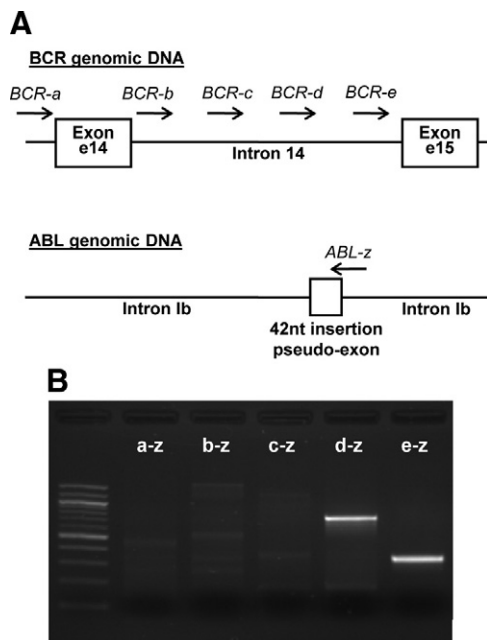 A
BCR genomic DNA
BCR-a
BCR-b
BCR-c
BCR-d
BCR-e
Exon
e14
Intron 14
Exon
e15
ABL genomic DNA
ABL-z
Intron Ib
42nt insertion
pseudo-exon
Intron Ib
B
a-z
b-z
c-z
d-z
e-z